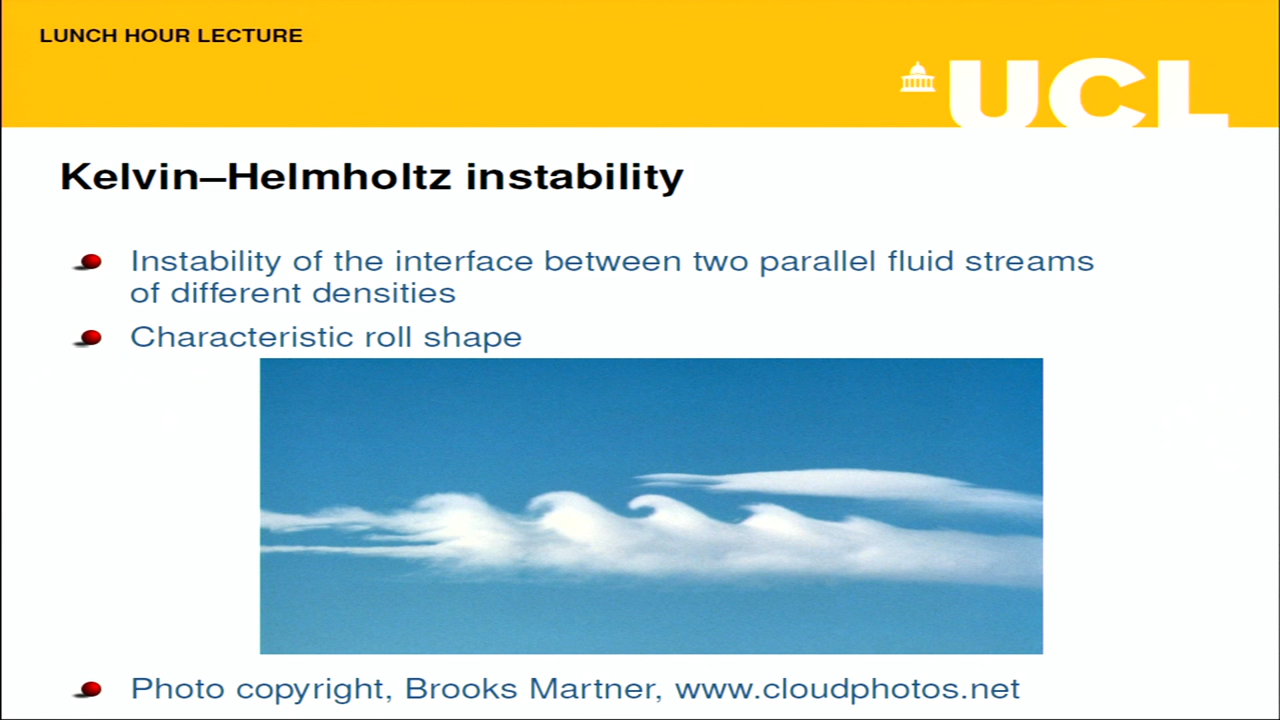 LUNCH HOUR LECTURE
UCL
Kelvin–Helmholtz instability
Instability of the interface between two parallel fluid streams
of different densities
Characteristic roll shape
Photo copyright, Brooks Martner, www.cloudphotos.net